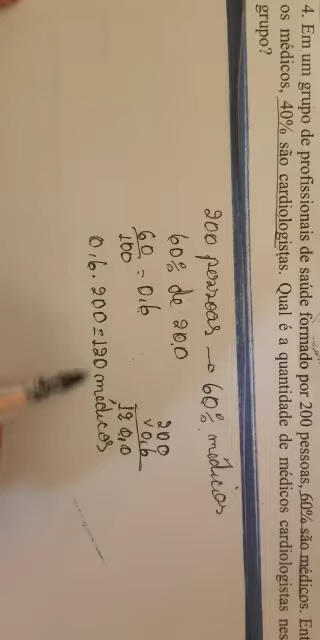 4. Em um grupo de profissionais de saúde formado por 200 pessoas, 60% são médicos. Ent
os médicos, 40% são cardiologistas. Qual é a quantidade de médicos cardiologistas nes
grupo?
200 pessoas → 60% médicos
60% de 200
60/100 = 0,6
200
x 0,6
120,0
0,6 . 200 = 120 médicos